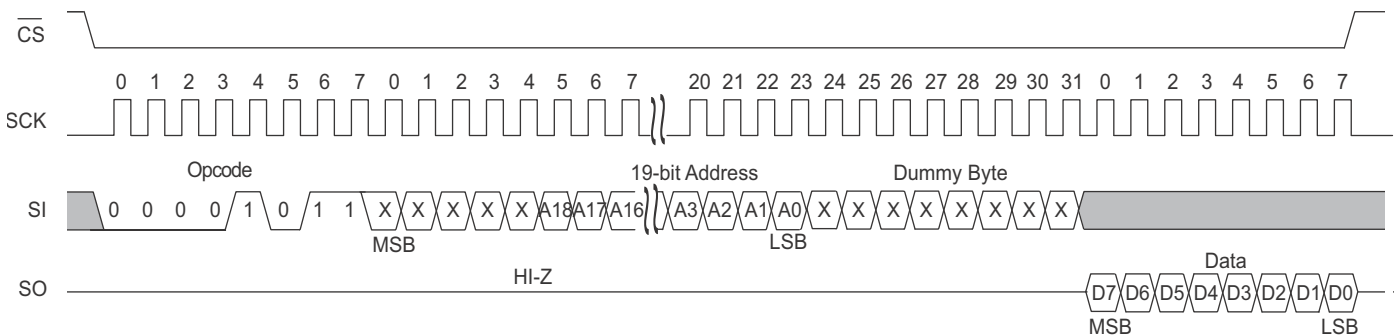 CS
0 1 2 3 4 5 6 7 0 1 2 3 4 5 6 7 20 21 22 23 24 25 26 27 28 29 30 31 0 1 2 3 4 5 6 7
SCK
Opcode 19-bit Address Dummy Byte
SI 0 0 0 0 1 0 1 1 X X X X X A18 A17 A16 A3 A2 A1 A0 X X X X X X X X
MSB LSB
HI-Z Data
SO D7 D6 D5 D4 D3 D2 D1 D0
MSB LSB